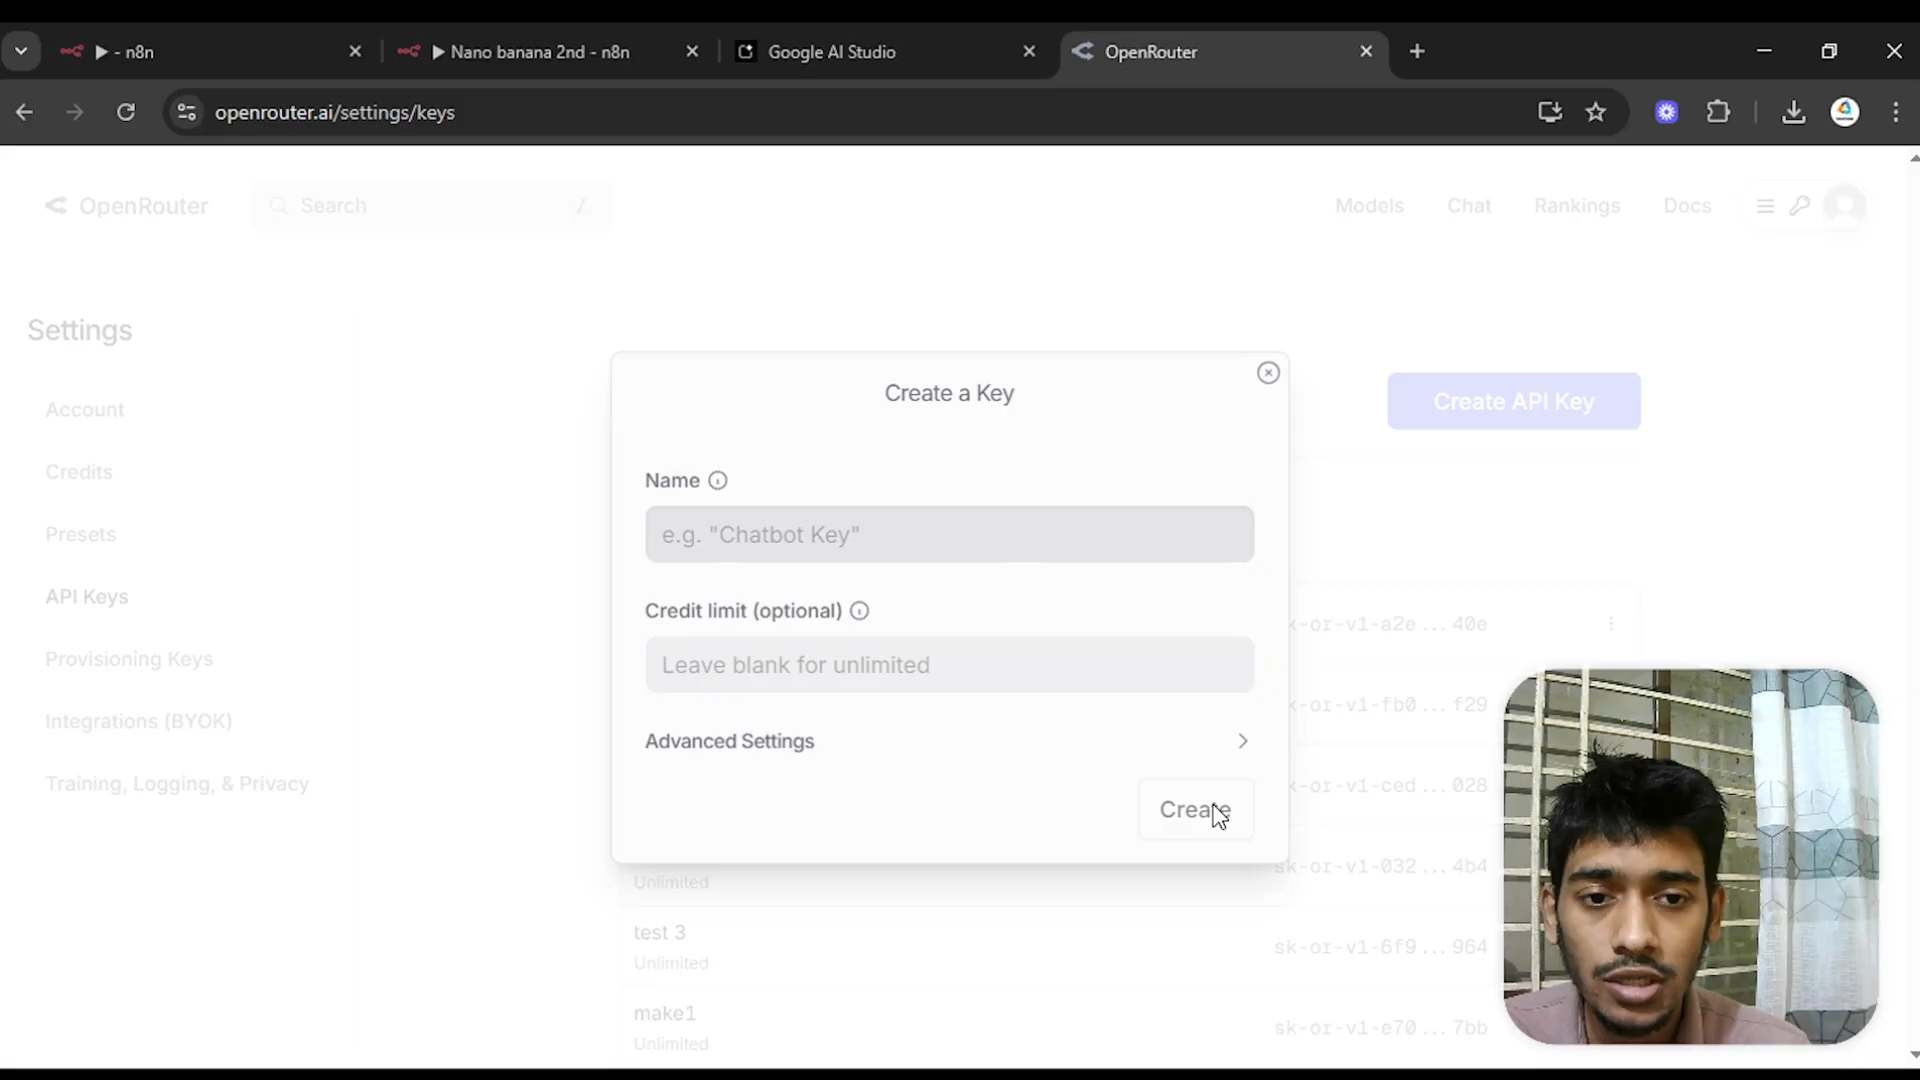 - n8n
Nano banana 2nd - n8n
Google AI Studio
OpenRouter
openrouter.ai/settings/keys
OpenRouter
Search
/
Models
Chat
Rankings
Docs
Settings
Account
Credits
Presets
API Keys
Provisioning Keys
Integrations (BYOK)
Training, Logging, & Privacy
Create API Key
Create a Key
Name
e.g. "Chatbot Key"
Credit limit (optional)
Leave blank for unlimited
Advanced Settings
Create
k-or-v1-a2e...40e
k-or-v1-fb0...f29
k-or-v1-ced...028
sk-or-v1-032...4b4
Unlimited
test 3
sk-or-v1-6f9...964
Unlimited
make1
sk-or-v1-e70...7bb
Unlimited